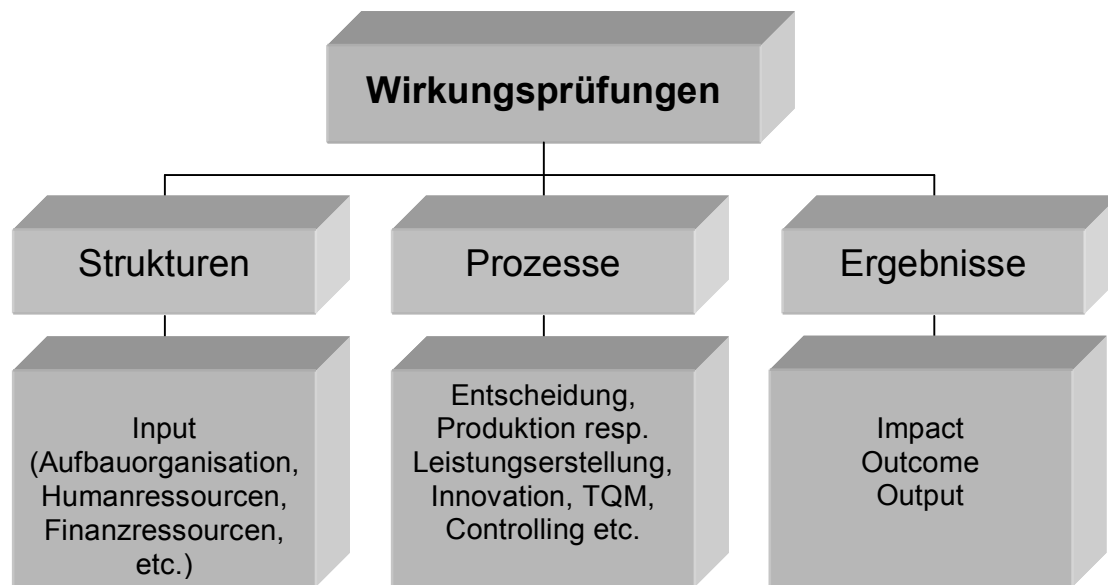 Wirkungsprüfungen
Strukturen
Prozesse
Ergebnisse
Input
(Aufbauorganisation,
Humanressourcen,
Finanzressourcen,
etc.)
Entscheidung,
Produktion resp.
Leistungserstellung,
Innovation, TQM,
Controlling etc.
Impact
Outcome
Output